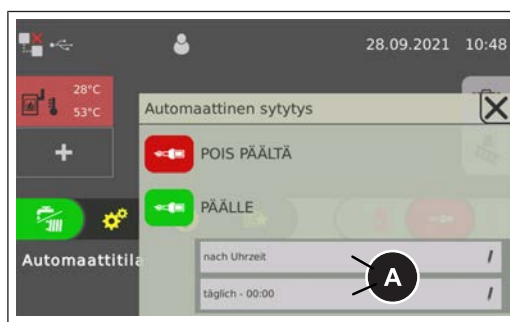 28.09.2021 10:48
28°C
53°C
Automaattinen sytytys
POIS PÄÄLTÄ
PÄÄLLE
Automaattitila
nach Uhrzeit
täglich - 00:00
A